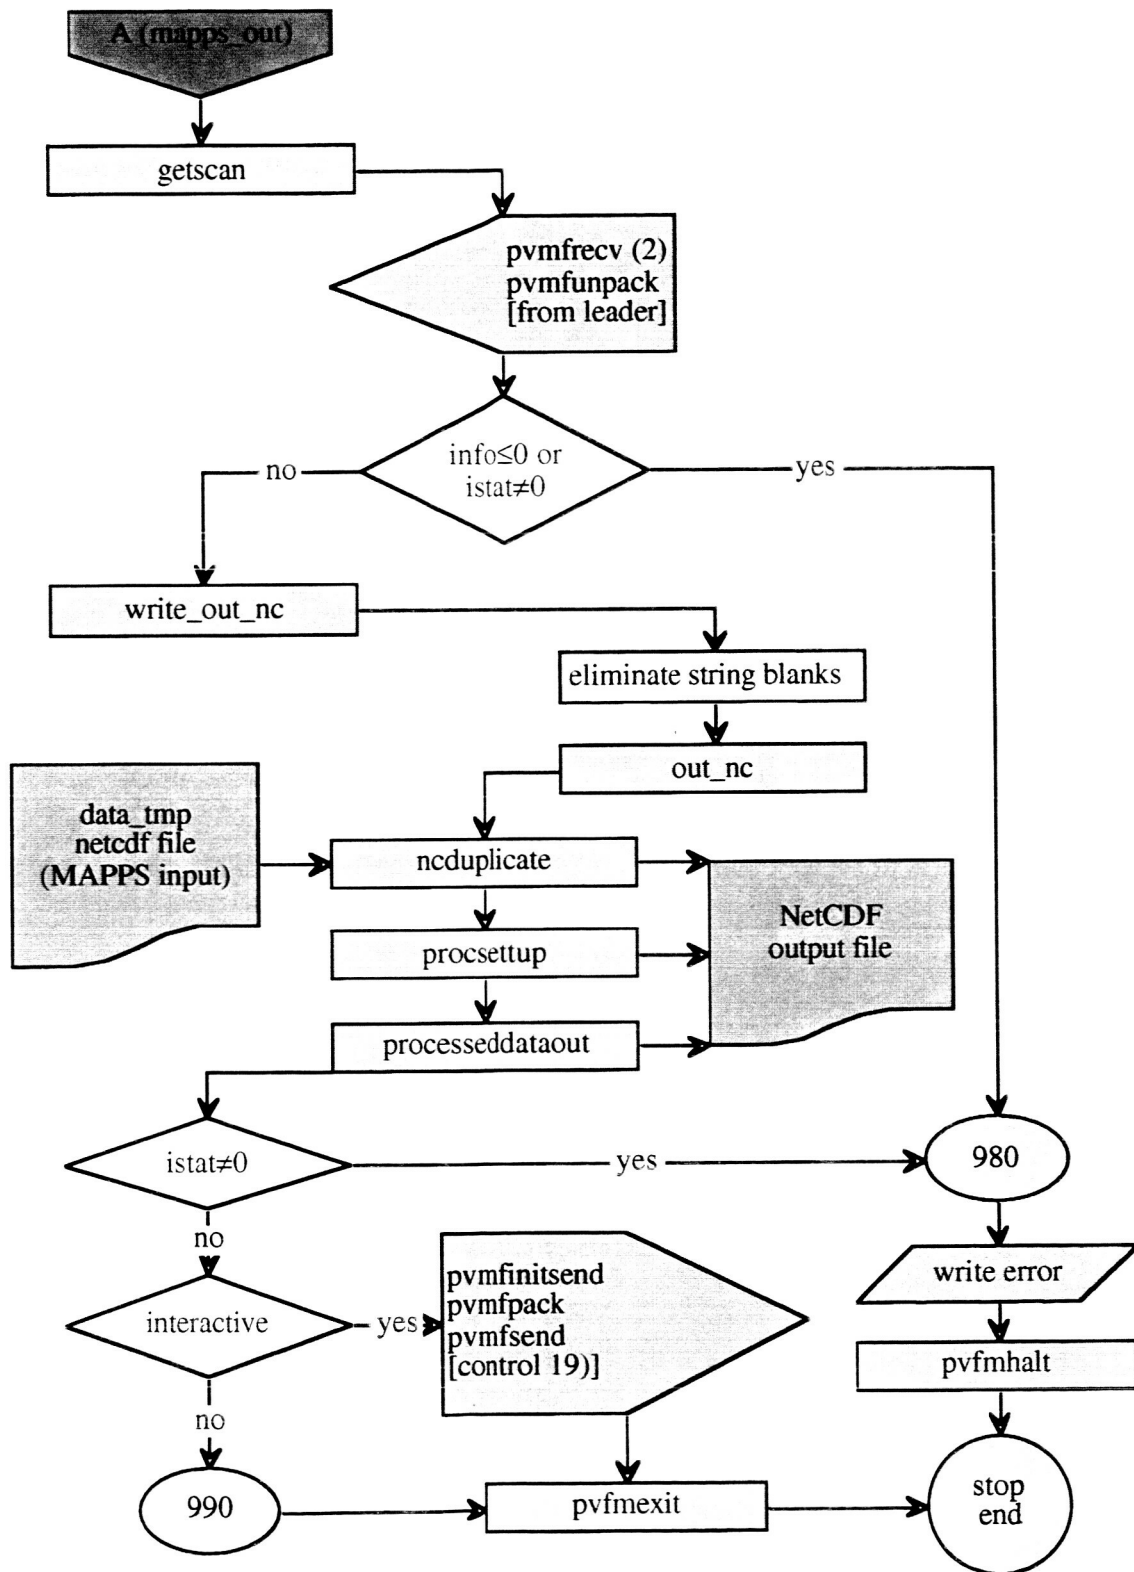 A (mapps_out)
getscan
pvmfrecv (2)
pvmfunpack
[from leader]
info≤0 or
istat≠0
no
yes
write_out_nc
eliminate string blanks
out_nc
data_tmp
netcdf file
(MAPPS input)
ncduplicate
NetCDF
output file
procsettup
processeddataout
istat≠0
yes
980
no
pvmfinitsend
pvmfpack
pvmfsend
[control 19)]
write error
interactive
yes
pvfmhalt
no
990
pvfmexit
stop
end